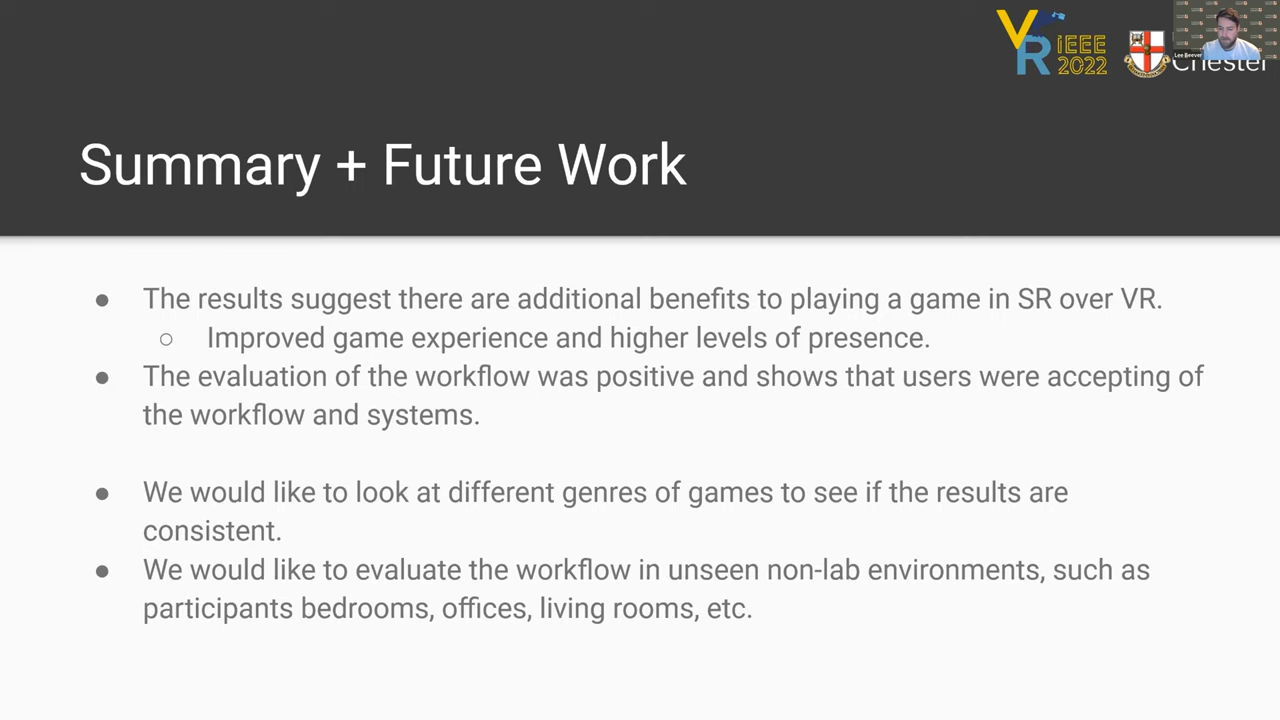 VR IEEE
2022
Lee Beever
Chester
Summary + Future Work
● The results suggest there are additional benefits to playing a game in SR over VR.
○ Improved game experience and higher levels of presence.
● The evaluation of the workflow was positive and shows that users were accepting of
the workflow and systems.
● We would like to look at different genres of games to see if the results are
consistent.
● We would like to evaluate the workflow in unseen non-lab environments, such as
participants bedrooms, offices, living rooms, etc.